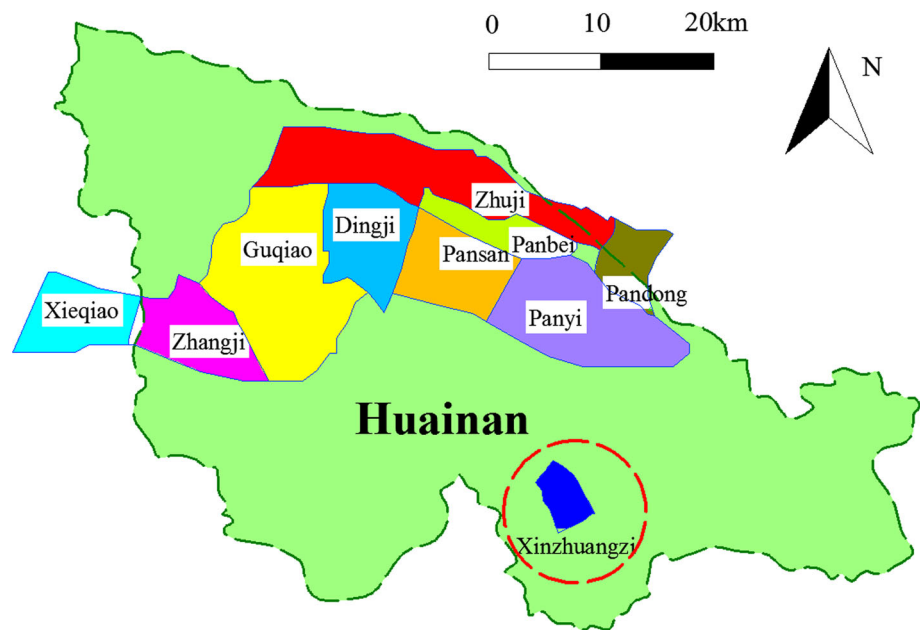 0 10 20km
N
Zhuji
Dingji
Guqiao
Pansan
Panbei
Pandong
Xieqiao
Panyi
Zhangji
Huainan
Xinzhuangzi